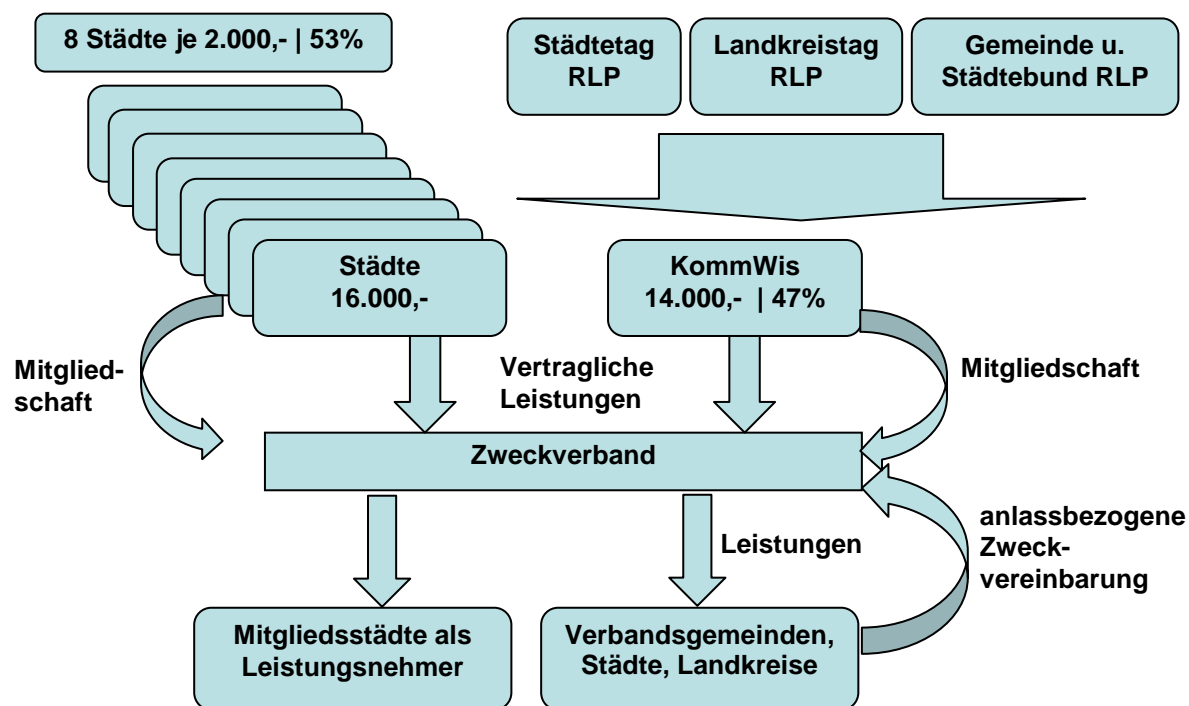 8 Städte je 2.000,- | 53%
Städtetag
RLP
Landkreistag
RLP
Gemeinde u.
Städtebund RLP
Städte
16.000,-
KommWis
14.000,- | 47%
Mitglied-
schaft
Vertragliche
Leistungen
Mitgliedschaft
Zweckverband
Leistungen
anlassbezogene
Zweck-
vereinbarung
Mitgliedsstädte als
Leistungsnehmer
Verbandsgemeinden,
Städte, Landkreise